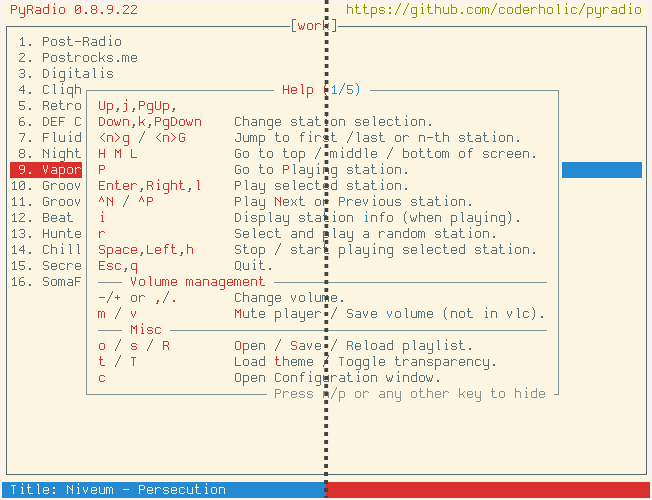 PyRadio 0.8.9.22 https://github.com/coderholic/pyradio
[work]
1. Post-Radio
2. Postrocks.me
3. Digitalis
4. Cliqh
Help (1/5)
5. Retro Up,j,PgUp,
6. DEF C Down,k,PgDown Change station selection.
7. Fluid <n>g / <n>G Jump to first /last or n-th station.
8. Night H M L Go to top / middle / bottom of screen.
9. Vapor P Go to Playing station.
10. Groov Enter,Right,l Play selected station.
11. Groov ^N / ^P Play Next or Previous station.
12. Beat i Display station info (when playing).
13. Hunte r Select and play a random station.
14. Chill Space,Left,h Stop / start playing selected station.
15. Secre Esc,q Quit.
16. SomaF Volume management
-/+ or ,/. Change volume.
m / v Mute player / Save volume (not in vlc).
Misc
o / s / R Open / Save / Reload playlist.
t / T Load theme / Toggle transparency.
c Open Configuration window.
Press n/p or any other key to hide
Title: Niveum - Persecution